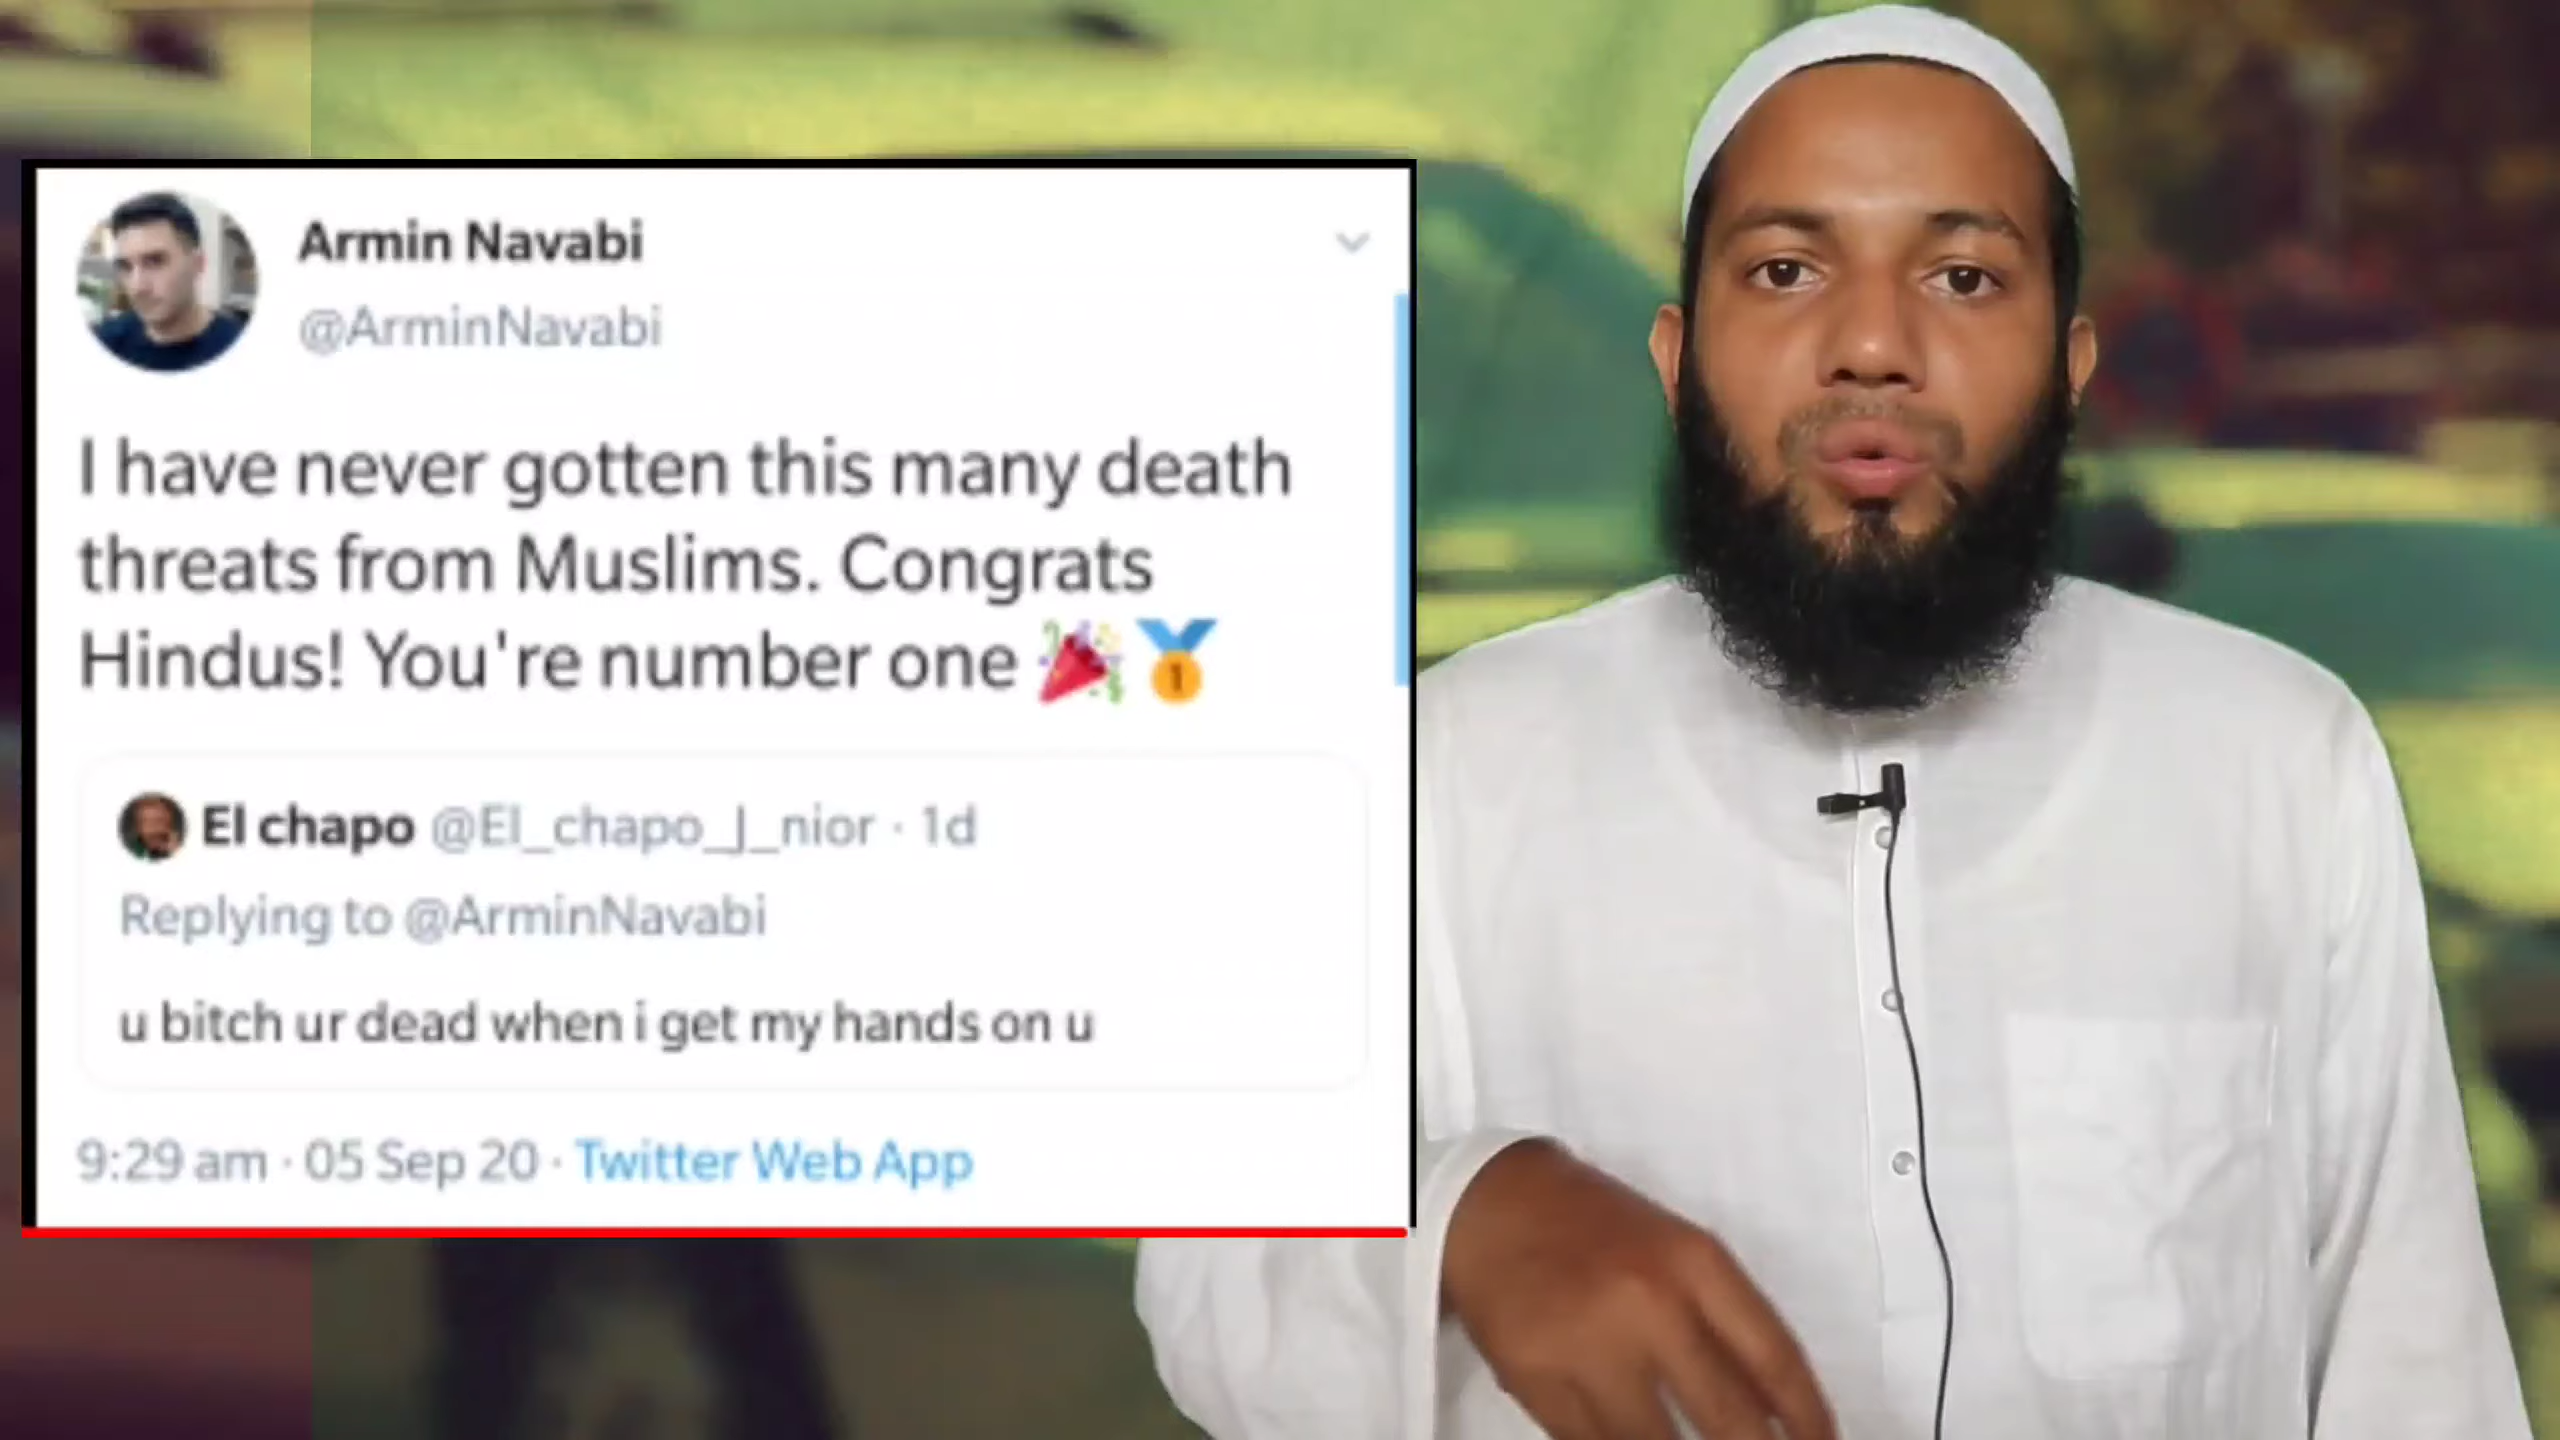 Armin Navabi
@ArminNavabi
I have never gotten this many death
threats from Muslims. Congrats
Hindus! You're number one 🎉🥇
El chapo @El_chapo_J_nior · 1d
Replying to @ArminNavabi
u bitch ur dead when i get my hands on u
9:29 am · 05 Sep 20 · Twitter Web App